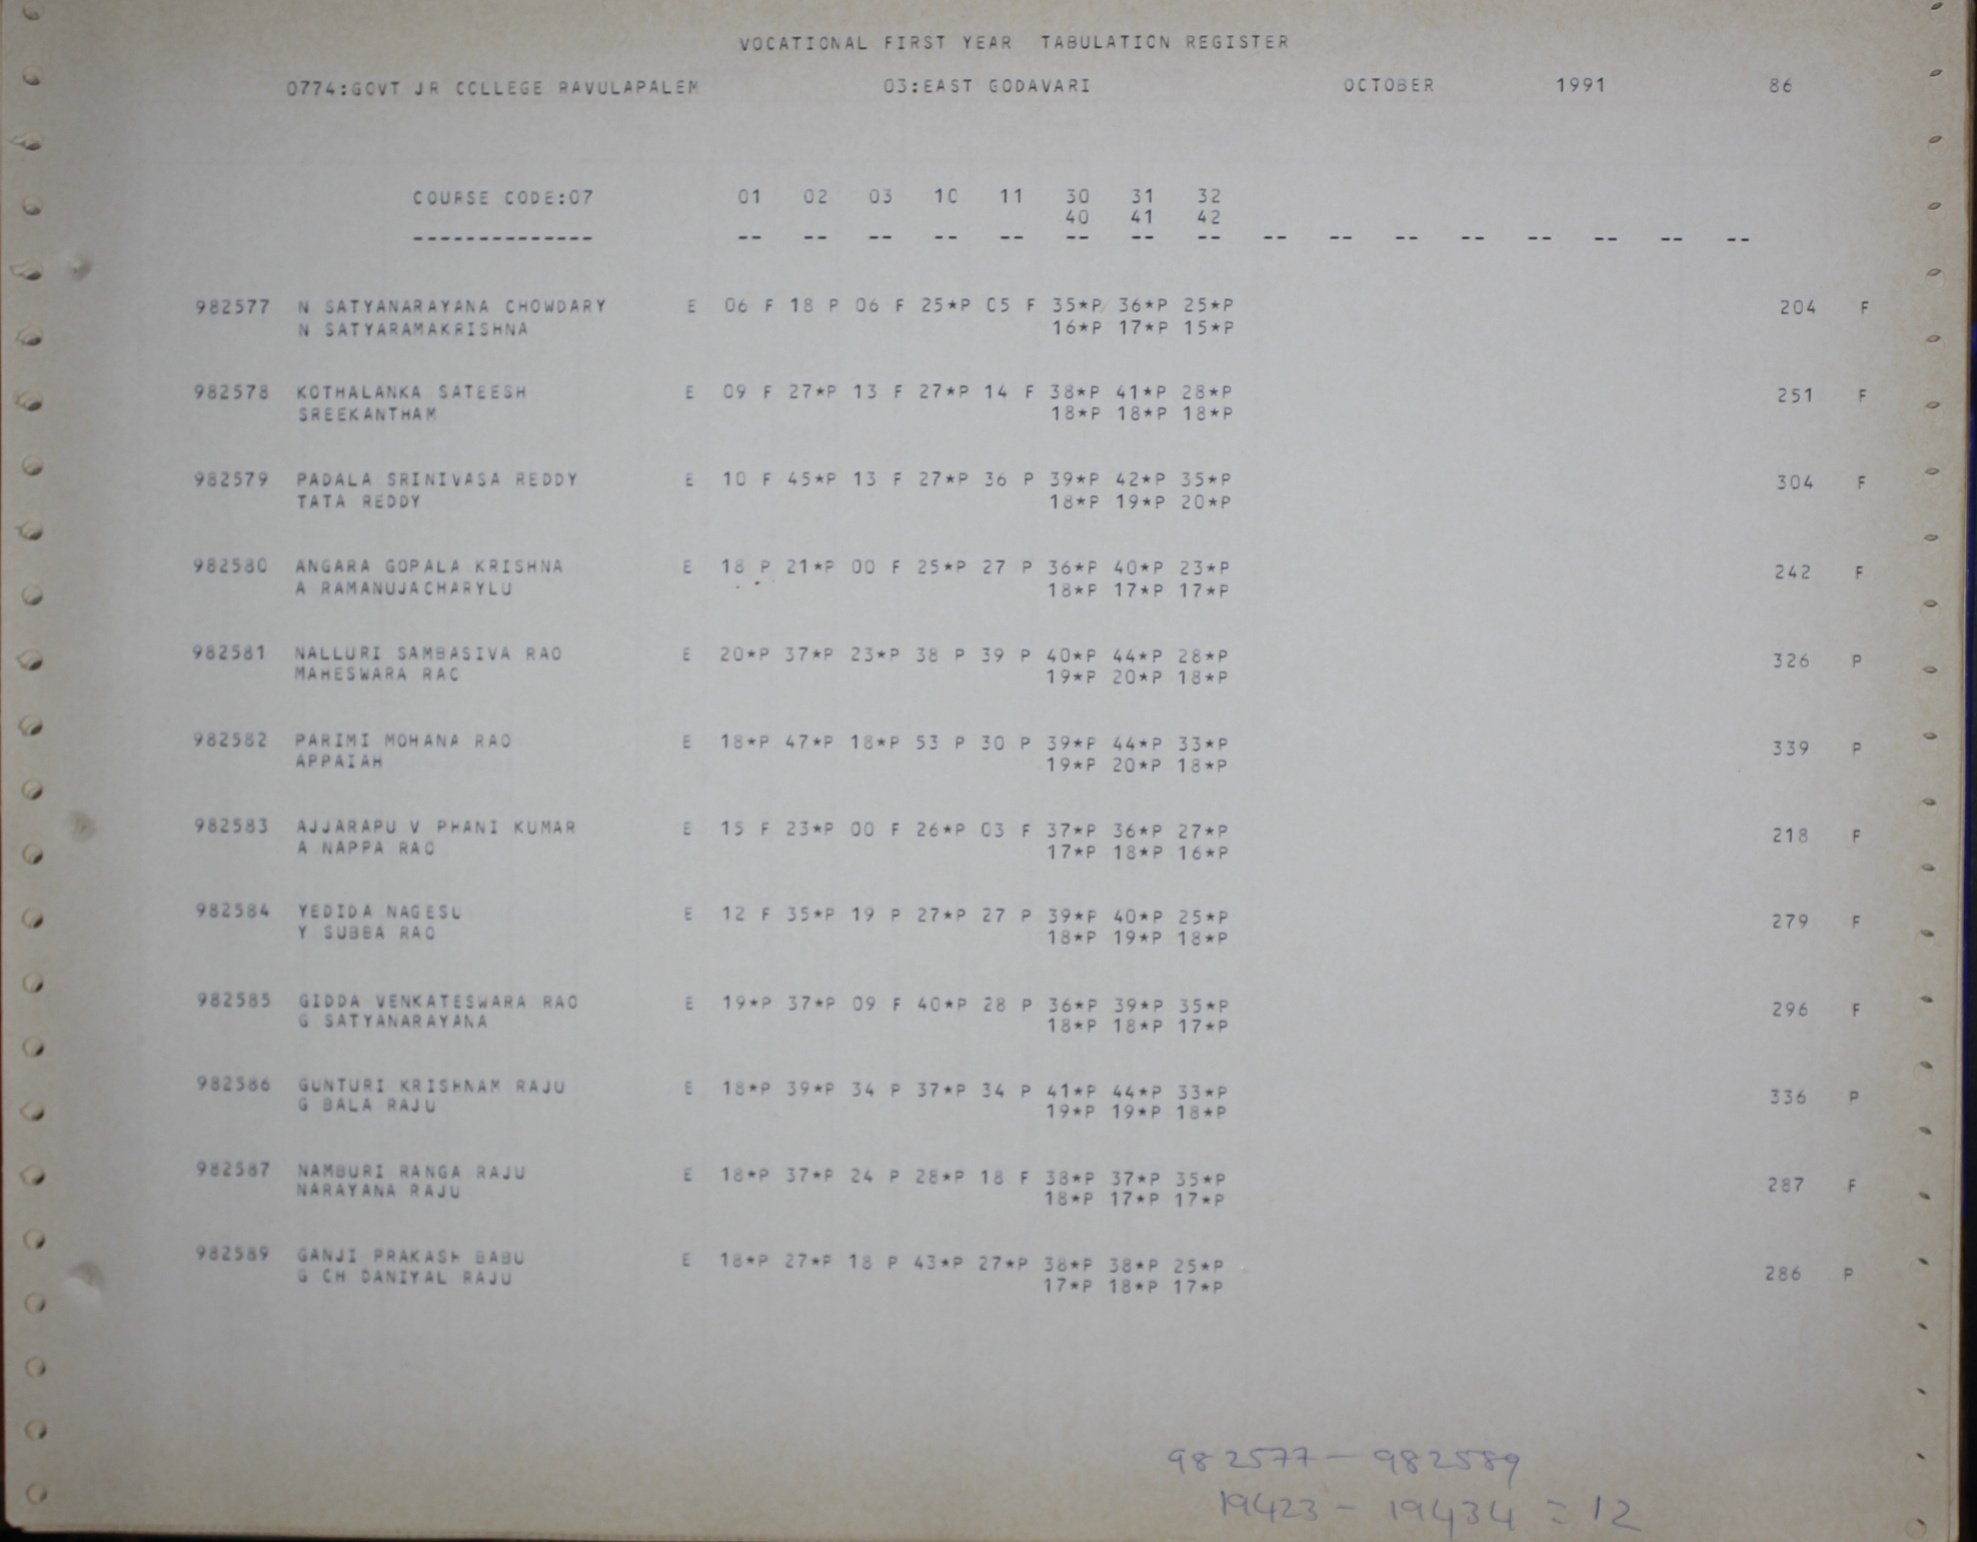 VOCATIONAL FIRST YEAR TABULATION REGISTER
0774:GOVT JR COLLEGE RAVULAPALEM 03:EAST GODAVARI OCTOBER 1991 86
COURSE CODE:07 01 02 03 10 11 30 31 32
40 41 42
-------------- -- -- -- -- -- -- -- -- -- -- -- -- -- -- -- --
982577 N SATYANARAYANA CHOWDARY E 06 F 18 P 06 F 25*P 05 F 35*P 36*P 25*P 204 F
N SATYARAMAKRISHNA 16*P 17*P 15*P
982578 KOTHALANKA SATEESH E 09 F 27*P 13 F 27*P 14 F 38*P 41*P 28*P 251 F
SREEKANTHAM 18*P 18*P 18*P
982579 PADALA SRINIVASA REDDY E 10 F 45*P 13 F 27*P 36 P 39*P 42*P 35*P 304 F
TATA REDDY 18*P 19*P 20*P
982580 ANGARA GOPALA KRISHNA E 18 P 21*P 00 F 25*P 27 P 36*P 40*P 23*P 242 F
A RAMANUJACHARYLU 18*P 17*P 17*P
982581 NALLURI SAMBASIVA RAO E 20*P 37*P 23*P 38 P 39 P 40*P 44*P 28*P 326 P
MAHESWARA RAO 19*P 20*P 18*P
982582 PARIMI MOHANA RAO E 18*P 47*P 18*P 53 P 30 P 39*P 44*P 33*P 339 P
APPAIAH 19*P 20*P 18*P
982583 AJJARAPU V PHANI KUMAR E 15 F 23*P 00 F 26*P 03 F 37*P 36*P 27*P 218 F
A NAPPA RAO 17*P 18*P 16*P
982584 YEDIDA NAGESU E 12 F 35*P 19 P 27*P 27 P 39*P 40*P 25*P 279 F
Y SUBBA RAO 18*P 19*P 18*P
982585 GIDDA VENKATESWARA RAO E 19*P 37*P 09 F 40*P 28 P 36*P 39*P 35*P 296 F
G SATYANARAYANA 18*P 18*P 17*P
982586 GUNTURI KRISHNAM RAJU E 18*P 39*P 34 P 37*P 34 P 41*P 44*P 33*P 336 P
G BALA RAJU 19*P 19*P 18*P
982587 NAMBURI RANGA RAJU E 18*P 37*P 24 P 28*P 18 F 38*P 37*P 35*P 287 F
NARAYANA RAJU 18*P 17*P 17*P
982589 GANJI PRAKASH BABU E 18*P 27*P 18 P 43*P 27*P 38*P 38*P 25*P 286 P
G CH DANIYAL RAJU 17*P 18*P 17*P
982577 - 982589
19423 - 19434 = 12